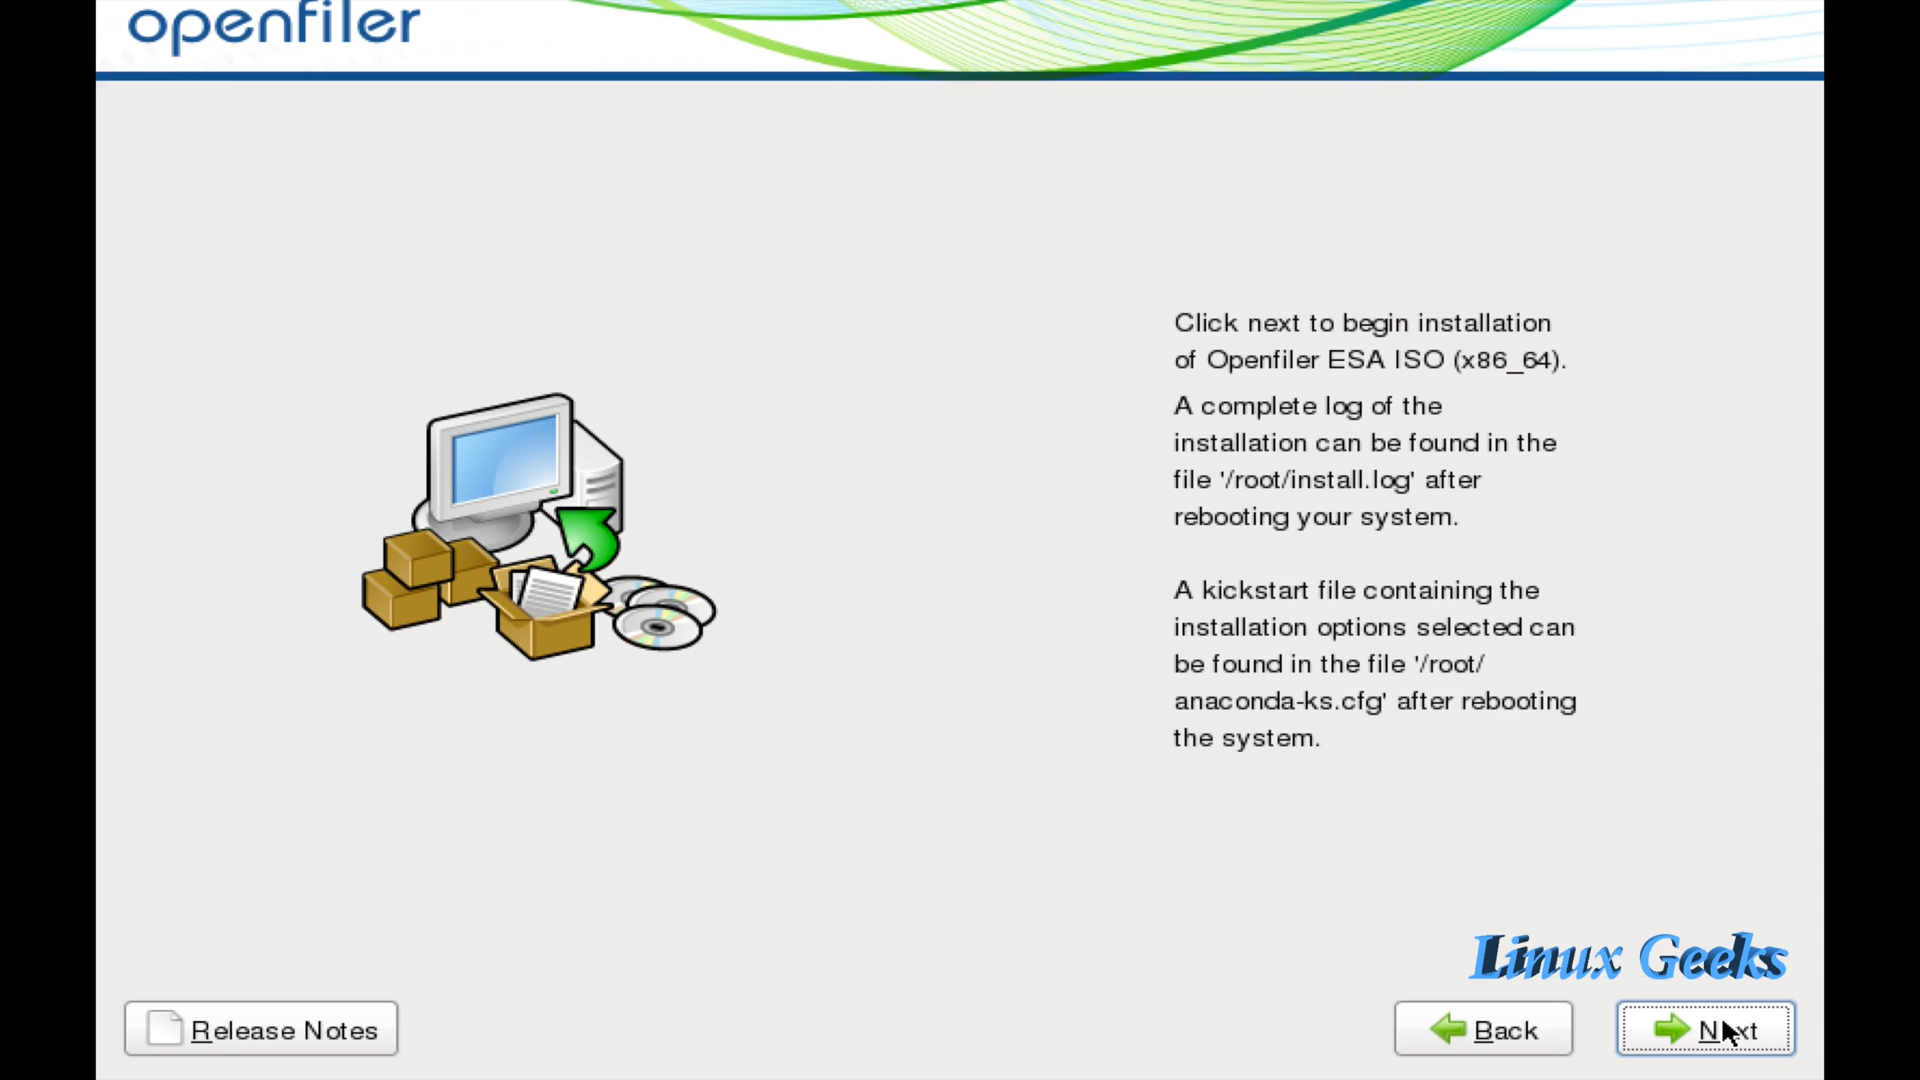 openfiler
Click next to begin installation
of Openfiler ESA ISO (x86_64).
A complete log of the
installation can be found in the
file '/root/install.log' after
rebooting your system.
A kickstart file containing the
installation options selected can
be found in the file '/root/
anaconda-ks.cfg' after rebooting
the system.
Linux Geeks
Release Notes
Back
Next